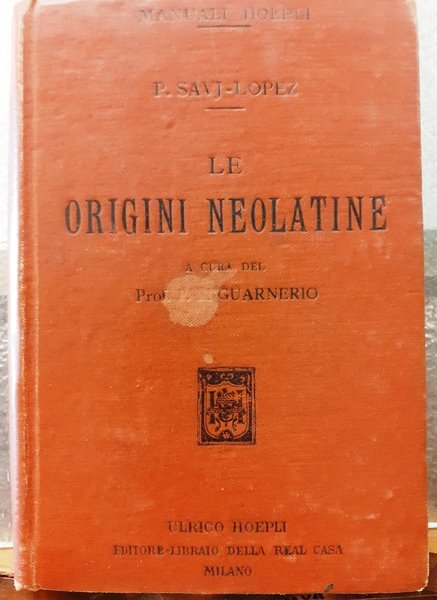 MANUALI HOEPLI
P. SAVJ-LOPEZ
LE
ORIGINI NEOLATINE
A CURA DEL
Prof. GUARNERIO
ULRICO HOEPLI
EDITORE-LIBRAIO DELLA REAL CASA
MILANO